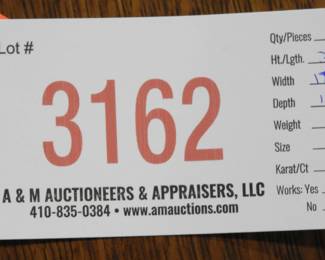 Lot #
3162
A & M AUCTIONEERS & APPRAISERS, LLC
410-835-0384 • www.amauctions.com
Qty/Pieces
Ht./Lgth.
Width
Depth
Weight
Size
Karat/Ct
Works: Yes
No